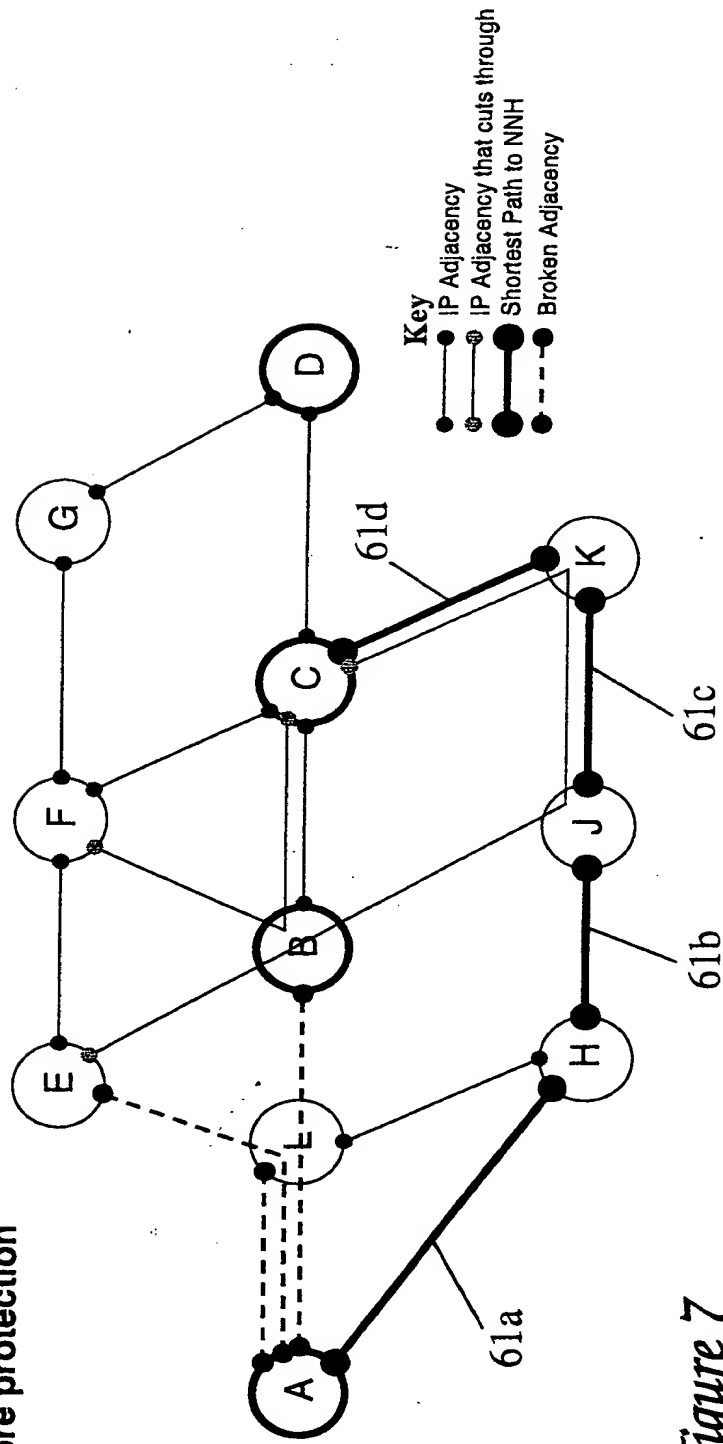 re protection
E
F
G
A
L
B
C
D
H
J
K
61a
61b
61c
61d
Key
IP Adjacency
IP Adjacency that cuts through
Shortest Path to NNH
Broken Adjacency
Figure 7